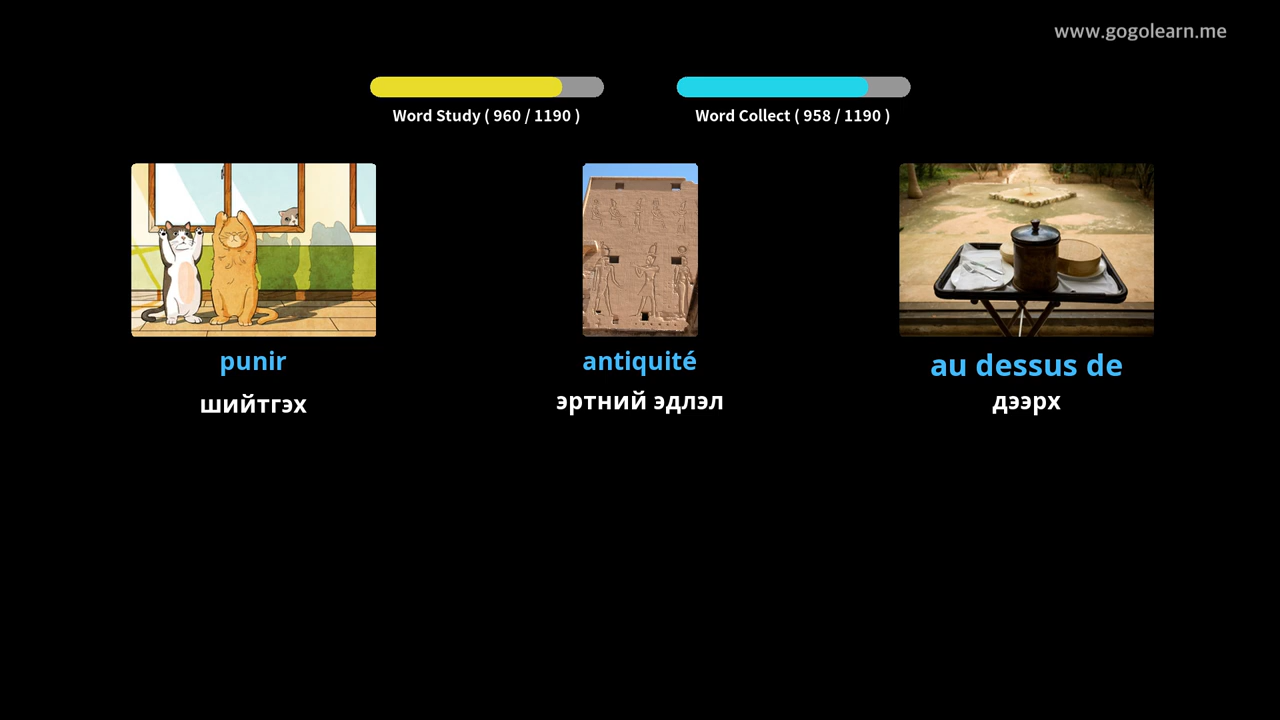 www.gogolearn.me
Word Study ( 960 / 1190 )
Word Collect ( 958 / 1190 )
punir
antiquité
au dessus de
шийтгэх
эртний эдлэл
дээрх